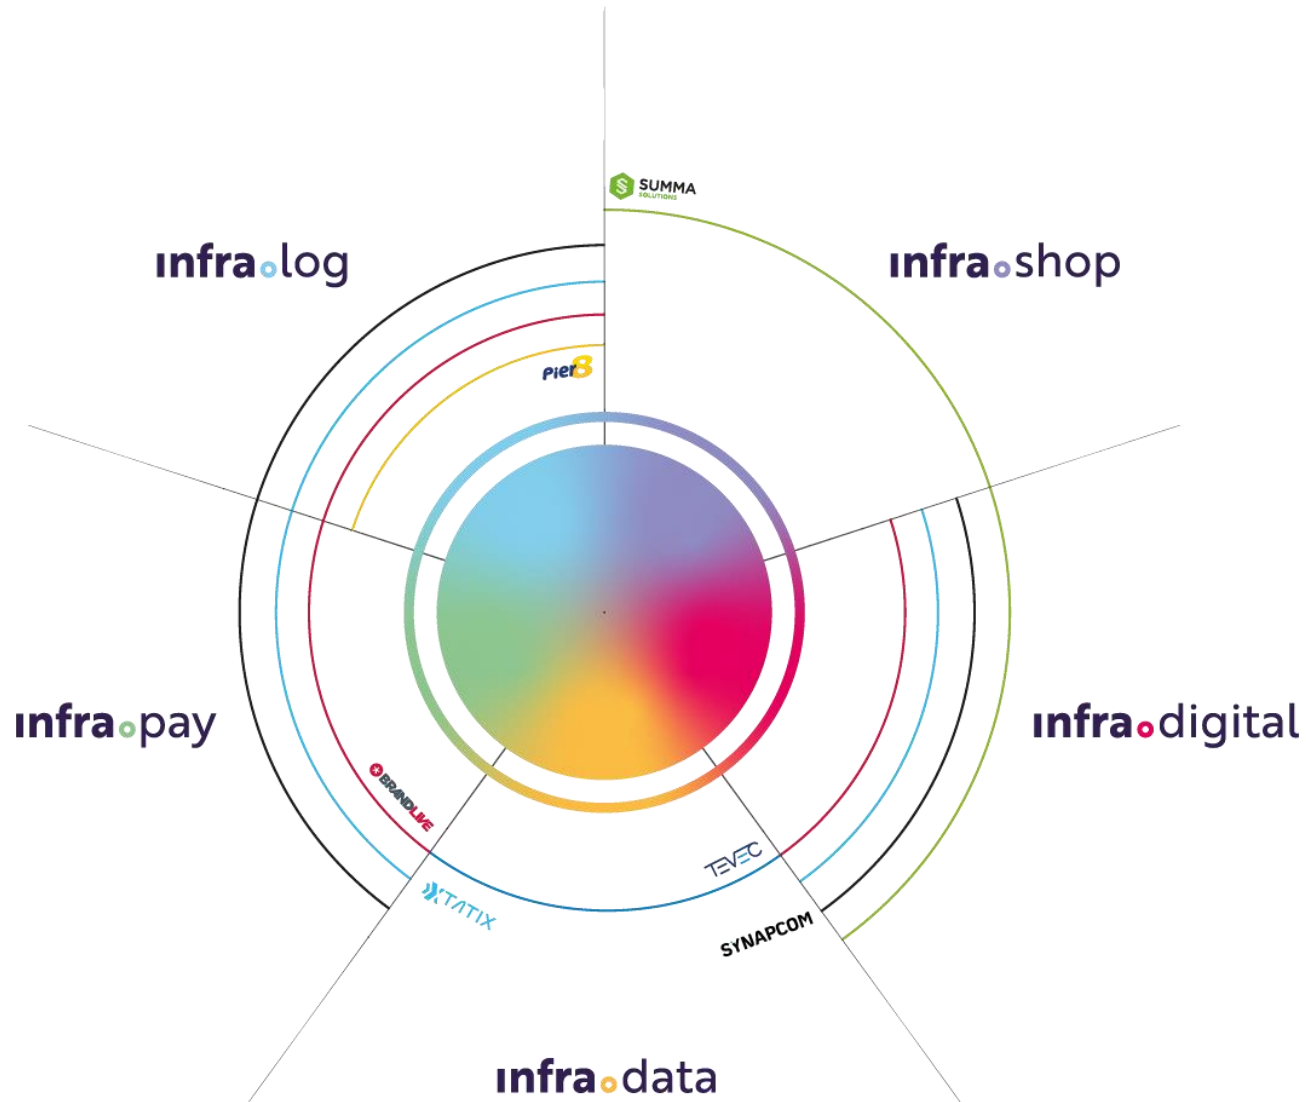 SUMMA
SOLUTIONS
infra.log
infra.shop
Pier8
infra.pay
infra.digital
BRANDLIVE
TEVEC
XTATIX
SYNAPCOM
infra.data